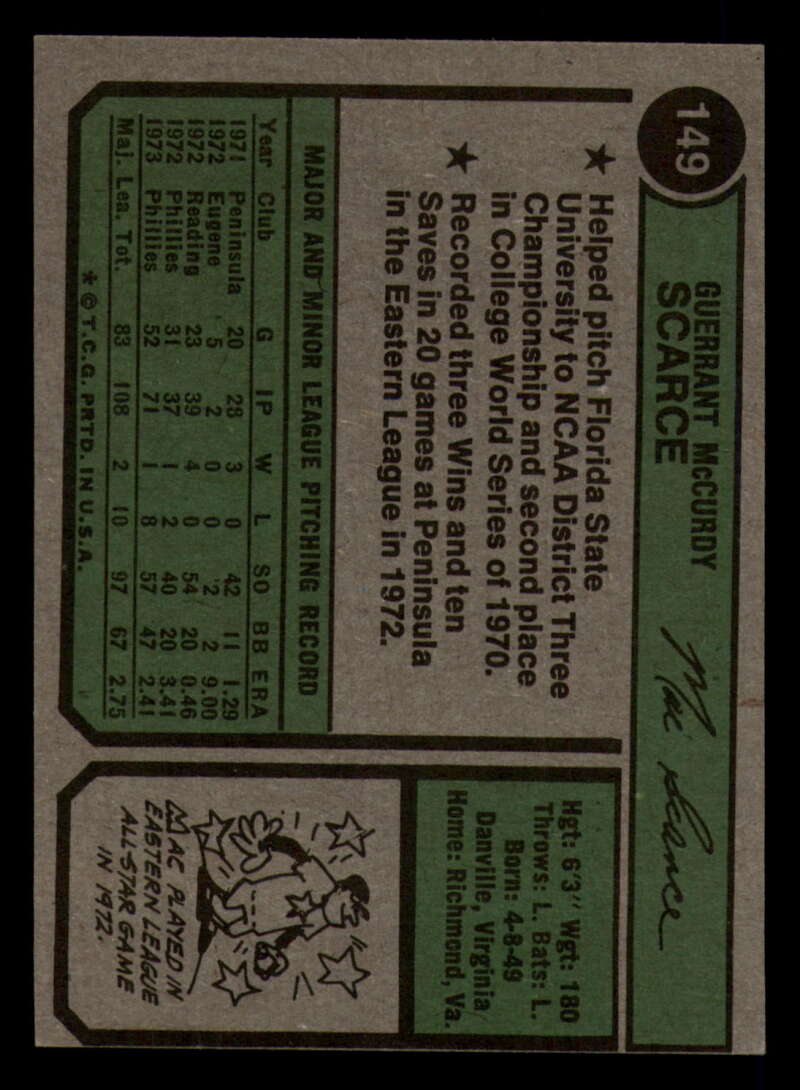 149
GUERRANT McCURDY
SCARCE
Mac Scarce
★ Helped pitch Florida State
University to NCAA District Three
Championship and second place
in College World Series of 1970.
★ Recorded three Wins and ten
Saves in 20 games at Peninsula
in the Eastern League in 1972.
MAJOR AND MINOR LEAGUE PITCHING RECORD
Year Club G IP W L SO BB ERA
1971 Peninsula 20 28 3 0 42 11 1.29
1972 Eugene 5 2 0 0 2 2 9.00
1972 Reading 23 39 4 0 54 20 0.46
1972 Phillies 31 37 1 2 40 20 3.41
1973 Phillies 52 71 1 8 57 47 2.41
Maj. Lea. Tot. 83 108 2 10 97 67 2.75
* © T.C.G. PRTD. IN U.S.A.
Hgt: 6'3" Wgt: 180
Throws: L. Bats: L.
Born: 4-8-49
Danville, Virginia
Home: Richmond, Va.
MAC PLAYED IN
EASTERN LEAGUE
ALL-STAR GAME
IN 1972.